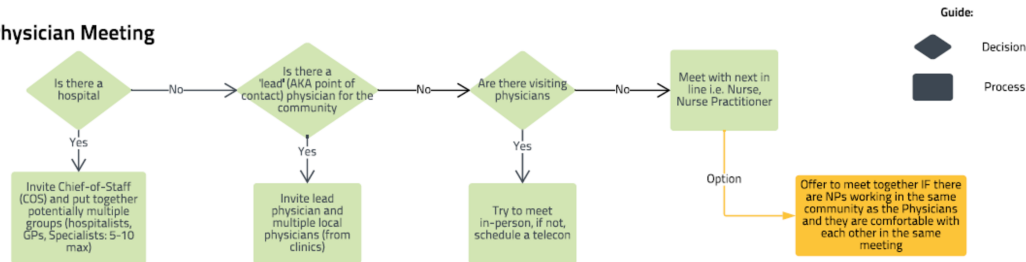 Guide:
hysician Meeting
Decision
Process
Is there a
hospital
No
Is there a
'lead' (AKA point of
contact) physician for the
community
No
Are there visiting
physicians
No
Meet with next in
line i.e. Nurse,
Nurse Practitioner
Yes
Yes
Yes
Option
Invite Chief-of-Staff
(COS) and put together
potentially multiple
groups (hospitalists,
GPs, Specialists: 5-10
max)
Invite lead
physician and
multiple local
physicians (from
clinics)
Try to meet
in-person, if not,
schedule a telecon
Offer to meet together IF there
are NPs working in the same
community as the Physicians
and they are comfortable with
each other in the same
meeting